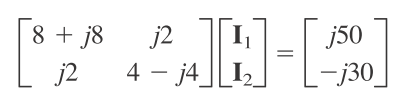 [8 + j8 j2] [I₁] = [j50]
[j2 4 − j4] [I₂] [−j30]